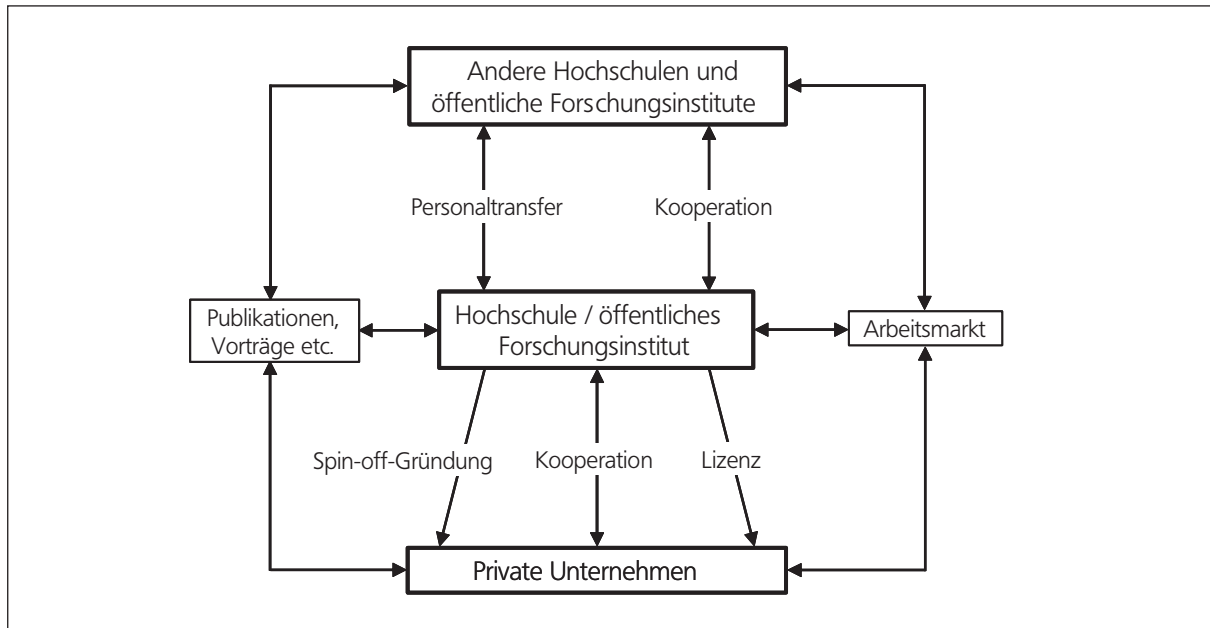 Andere Hochschulen und
öffentliche Forschungsinstitute
Personaltransfer
Kooperation
Publikationen,
Vorträge etc.
Hochschule / öffentliches
Forschungsinstitut
Arbeitsmarkt
Spin-off-Gründung
Kooperation
Lizenz
Private Unternehmen